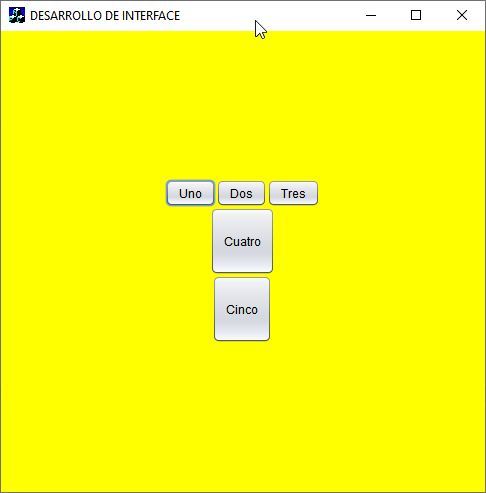 DESARROLLO DE INTERFACE
Uno Dos Tres
Cuatro
Cinco